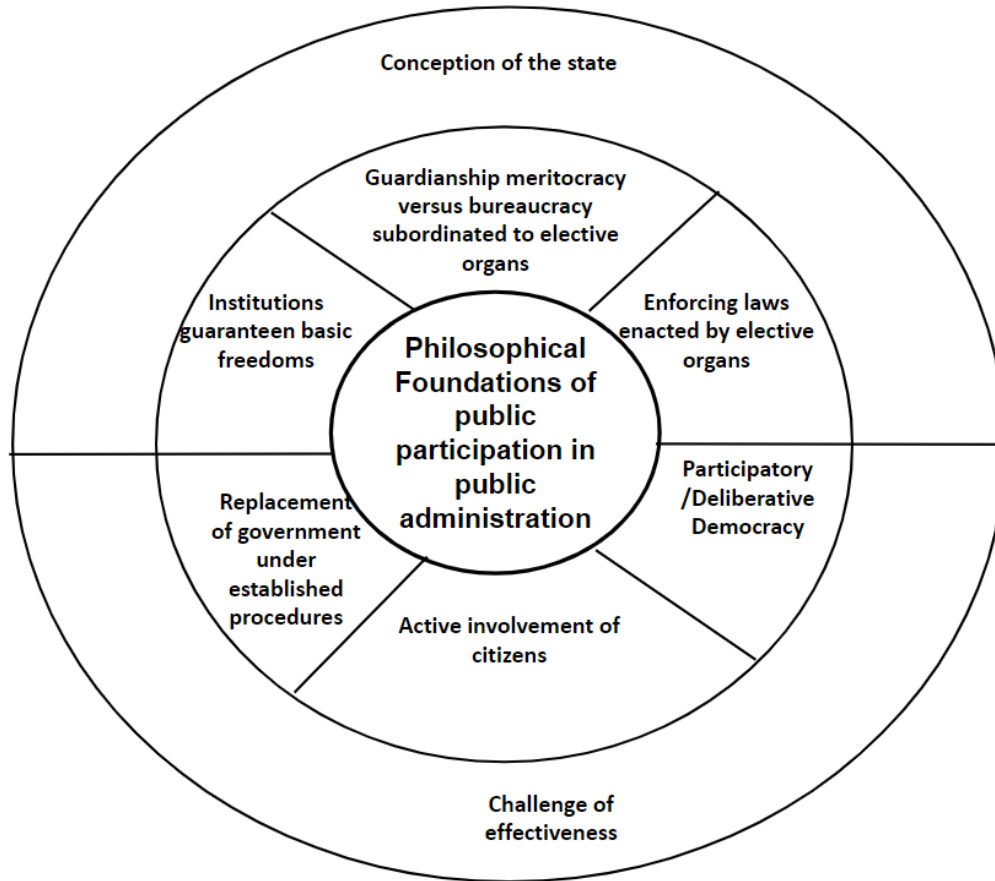 Conception of the state
Guardianship meritocracy
versus bureaucracy
subordinated to elective
organs
Institutions
guaranteen basic
freedoms
Enforcing laws
enacted by elective
organs
Philosophical
Foundations of
public
participation in
public
administration
Participatory
/Deliberative
Democracy
Replacement
of government
under
established
procedures
Active involvement of
citizens
Challenge of
effectiveness